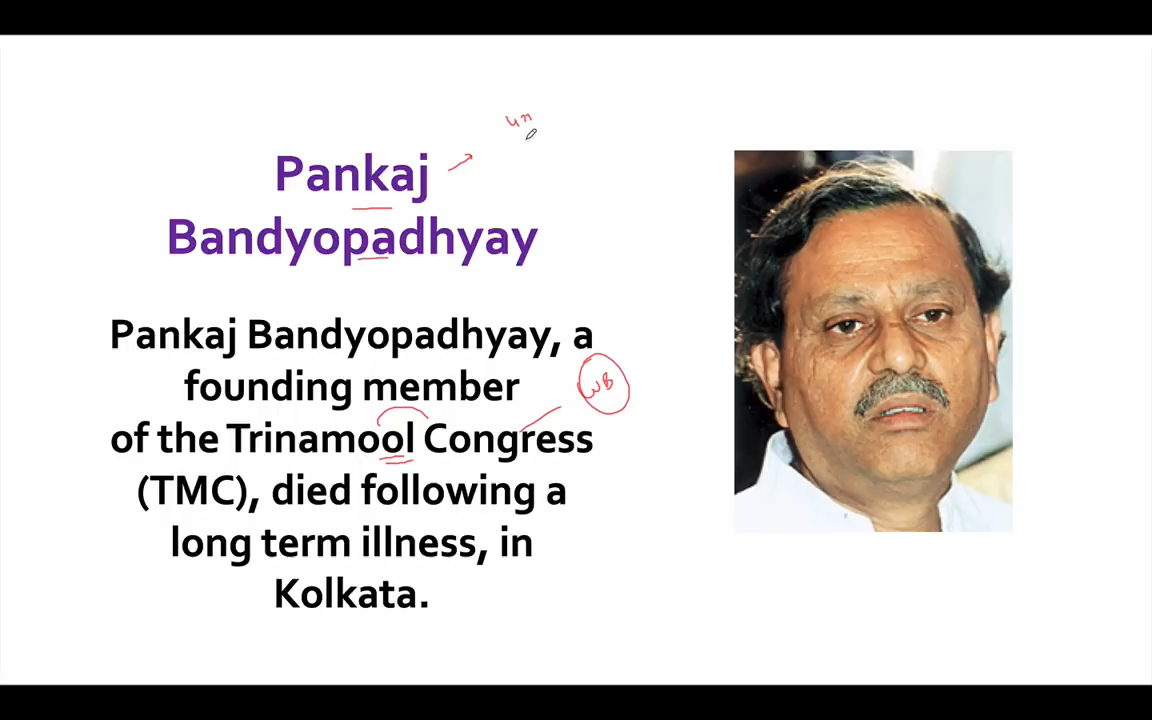 Pankaj
Bandyopadhyay
Pankaj Bandyopadhyay, a
founding member
WB
of the Trinamool Congress
(TMC), died following a
long term illness, in
Kolkata.